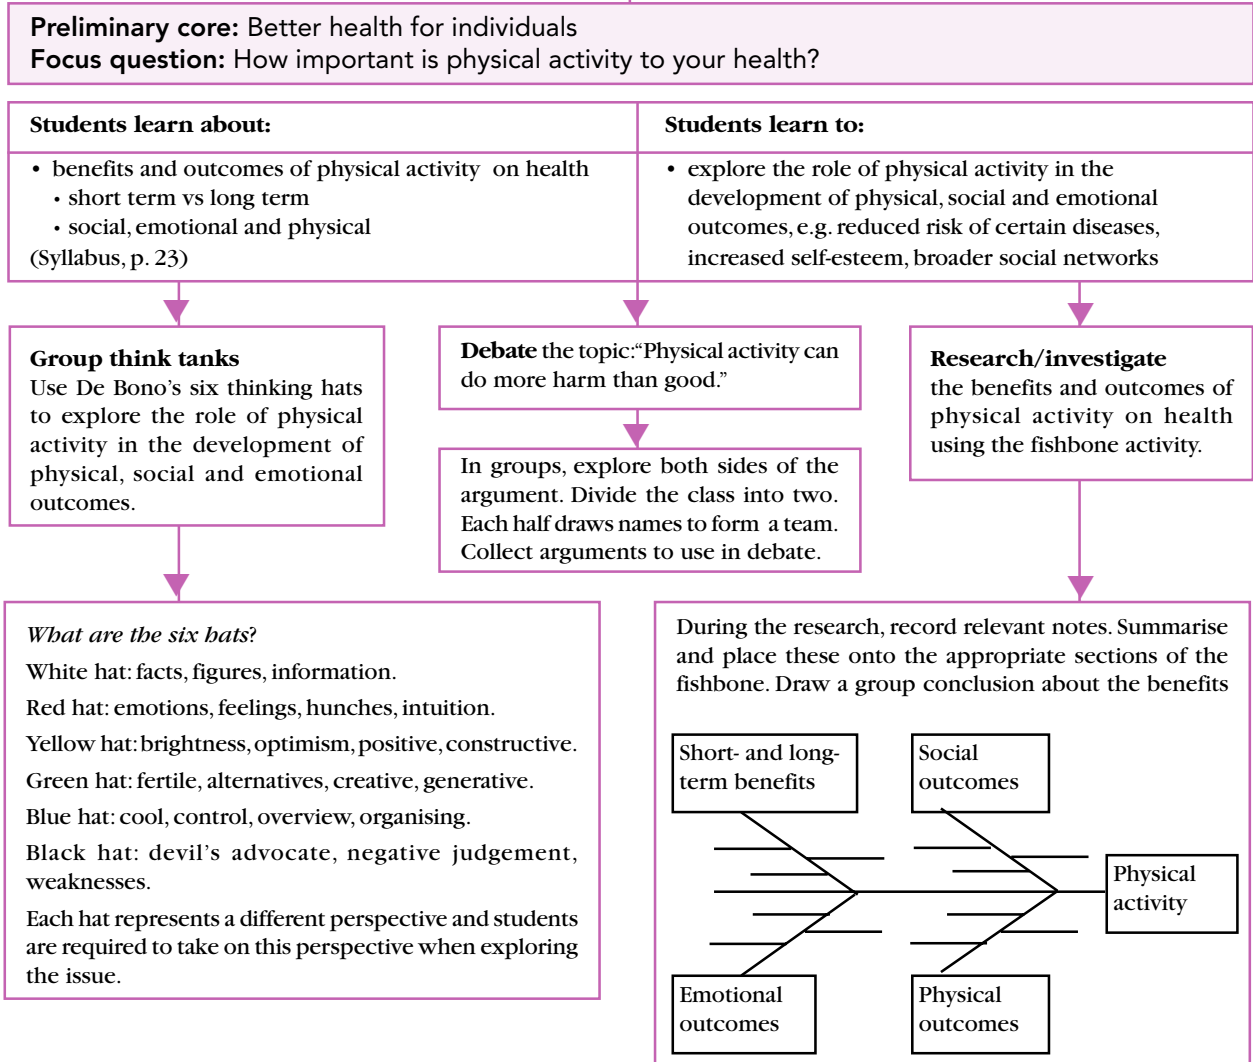 Preliminary core: Better health for individuals
Focus question: How important is physical activity to your health?
Students learn about:
• benefits and outcomes of physical activity on health
• short term vs long term
• social, emotional and physical
(Syllabus, p. 23)
Students learn to:
• explore the role of physical activity in the
development of physical, social and emotional
outcomes, e.g. reduced risk of certain diseases,
increased self-esteem, broader social networks
Group think tanks
Use De Bono's six thinking hats
to explore the role of physical
activity in the development of
physical, social and emotional
outcomes.
Debate the topic: “Physical activity can
do more harm than good.”
In groups, explore both sides of the
argument. Divide the class into two.
Each half draws names to form a team.
Collect arguments to use in debate.
Research/investigate
the benefits and outcomes of
physical activity on health
using the fishbone activity.
What are the six hats?
White hat: facts, figures, information.
Red hat: emotions, feelings, hunches, intuition.
Yellow hat: brightness, optimism, positive, constructive.
Green hat: fertile, alternatives, creative, generative.
Blue hat: cool, control, overview, organising.
Black hat: devil's advocate, negative judgement,
weaknesses.
Each hat represents a different perspective and students
are required to take on this perspective when exploring
the issue.
During the research, record relevant notes. Summarise
and place these onto the appropriate sections of the
fishbone. Draw a group conclusion about the benefits
Short- and long-
term benefits
Social
outcomes
Physical
activity
Emotional
outcomes
Physical
outcomes